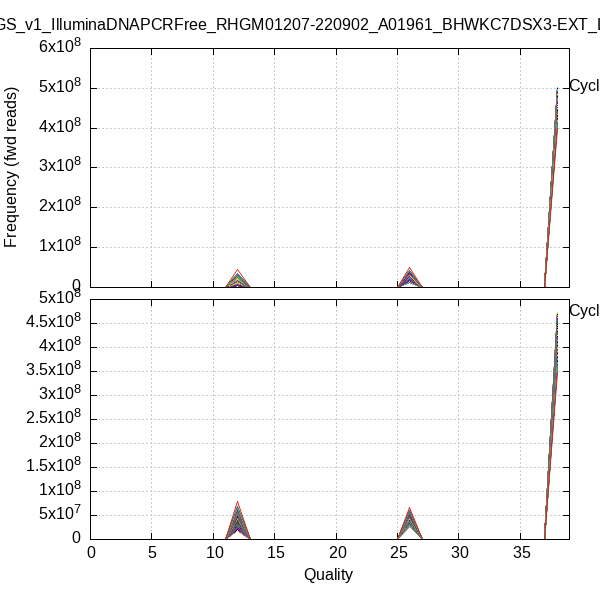 GS_v1_IlluminaDNAPCRFree_RHGM01207-220902_A01961_BHWKC7DSX3-EXT_
6x10⁸
5x10⁸
4x10⁸
3x10⁸
2x10⁸
1x10⁸
0
Frequency (fwd reads)
Cycl
5x10⁸
4.5x10⁸
4x10⁸
3.5x10⁸
3x10⁸
2.5x10⁸
2x10⁸
1.5x10⁸
1x10⁸
5x10⁷
0
Cycl
0 5 10 15 20 25 30 35
Quality